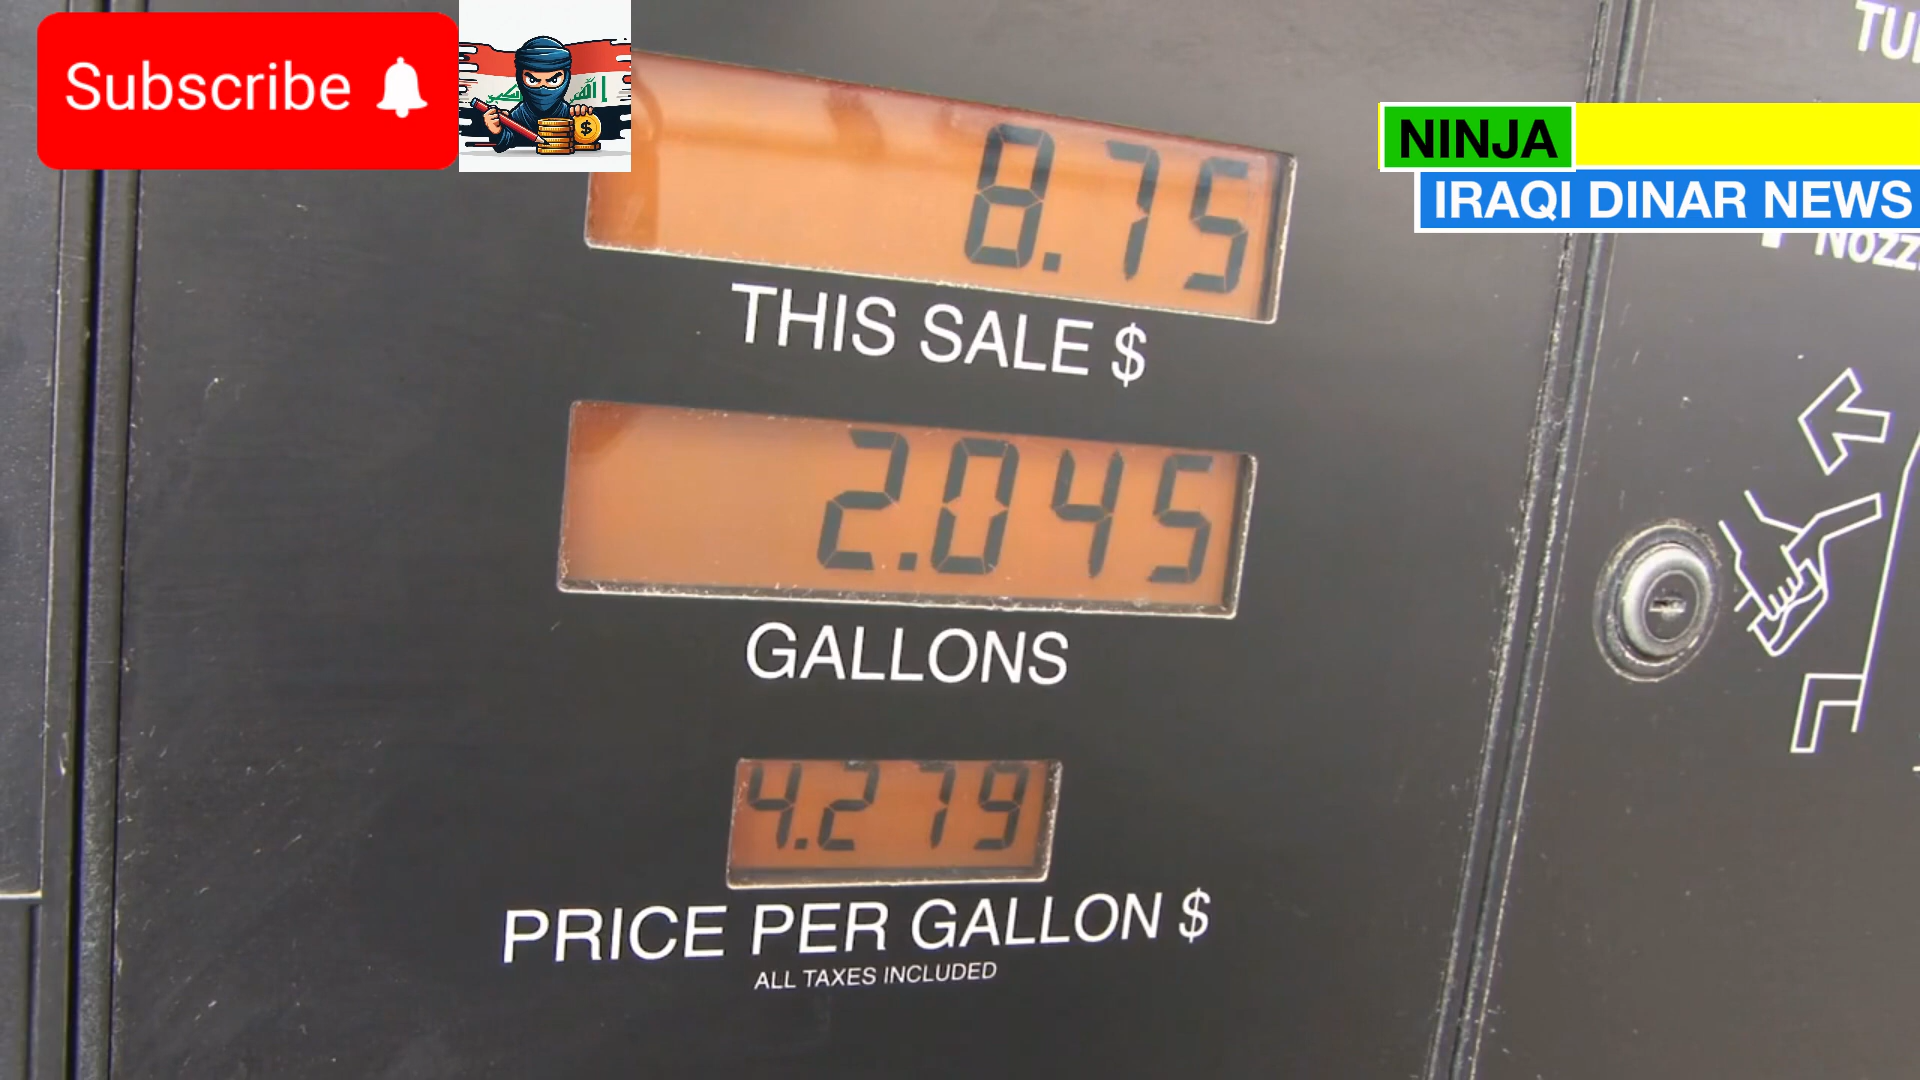 Subscribe
NINJA
IRAQI DINAR NEWS
8.75
THIS SALE $
2.045
GALLONS
4.279
PRICE PER GALLON $
ALL TAXES INCLUDED